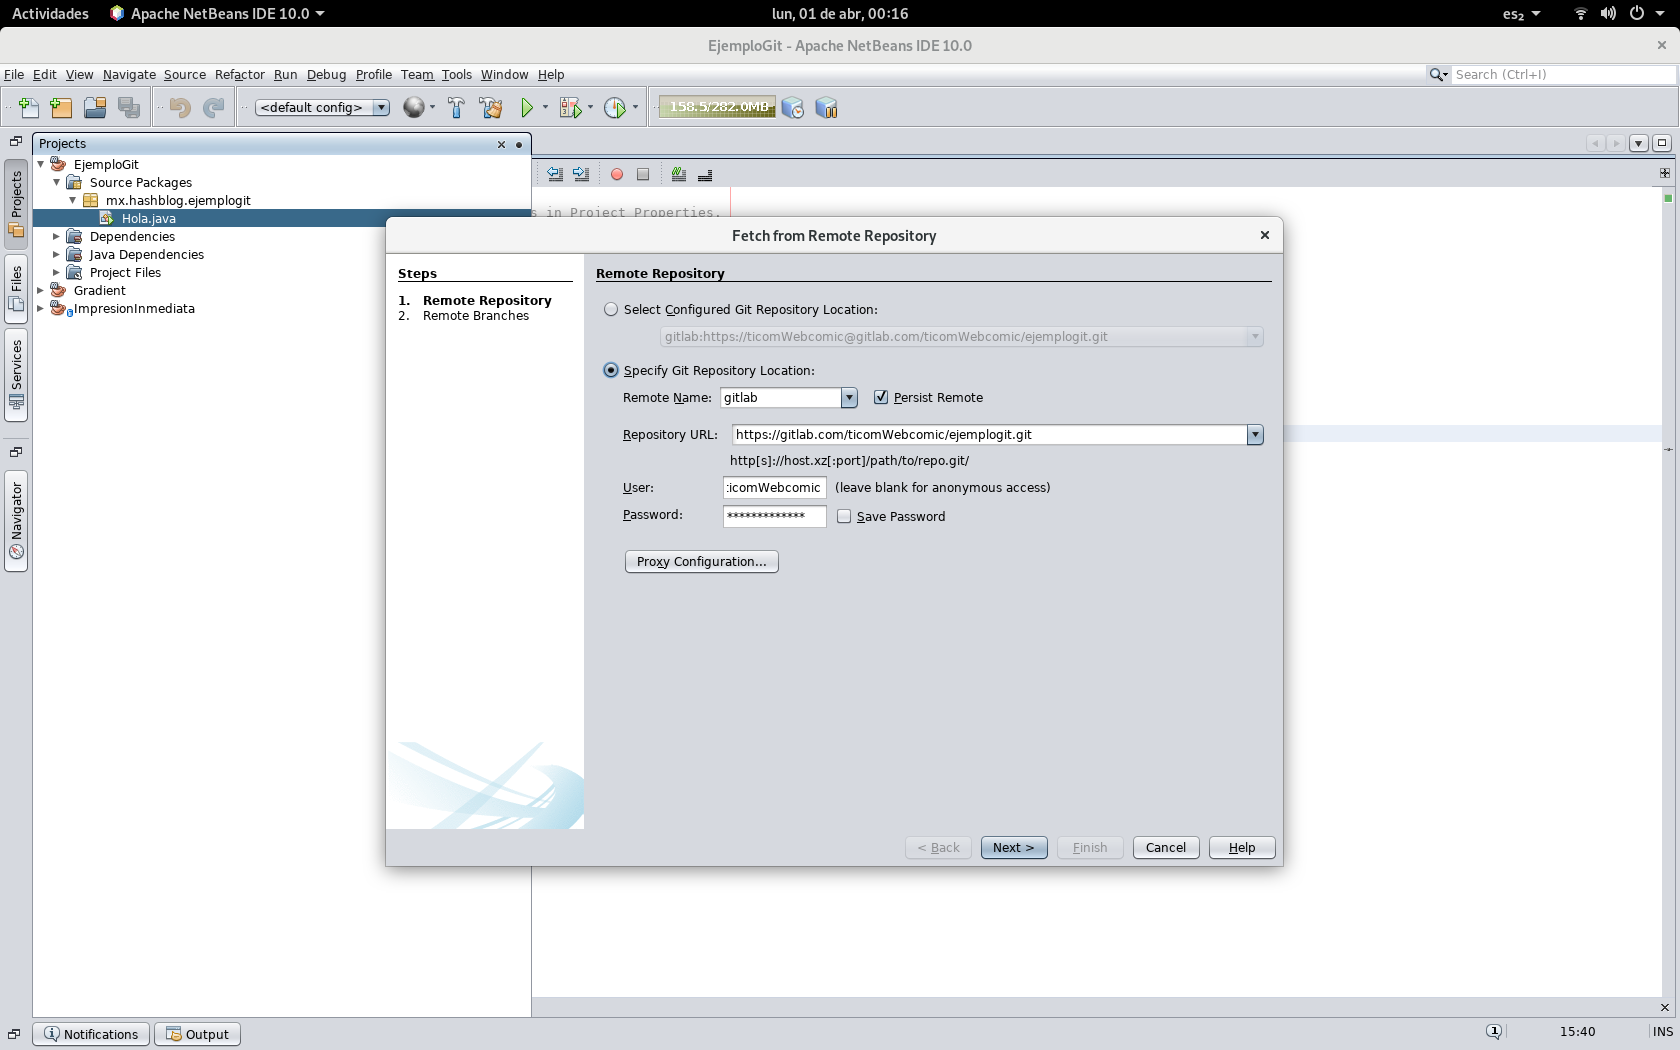 Actividades Apache NetBeans IDE 10.0 lun, 01 de abr, 00:16 es₂
EjemploGit - Apache NetBeans IDE 10.0
File Edit View Navigate Source Refactor Run Debug Profile Team Tools Window Help Search (Ctrl+I)
<default config> 158.5/282.0MB
Projects
EjemploGit
Source Packages
mx.hashblog.ejemplogit
Hola.java
Dependencies
Java Dependencies
Project Files
Gradient
ImpresionInmediata
Projects
Files
Services
Navigator
s in Project Properties.
Fetch from Remote Repository
Steps
1. Remote Repository
2. Remote Branches
Remote Repository
Select Configured Git Repository Location:
gitlab:https://ticomWebcomic@gitlab.com/ticomWebcomic/ejemplogit.git
Specify Git Repository Location:
Remote Name: gitlab Persist Remote
Repository URL: https://gitlab.com/ticomWebcomic/ejemplogit.git
http[s]://host.xz[:port]/path/to/repo.git/
User: ticomWebcomic (leave blank for anonymous access)
Password: ************* Save Password
Proxy Configuration...
< Back Next > Finish Cancel Help
Notifications Output 1 15:40 INS